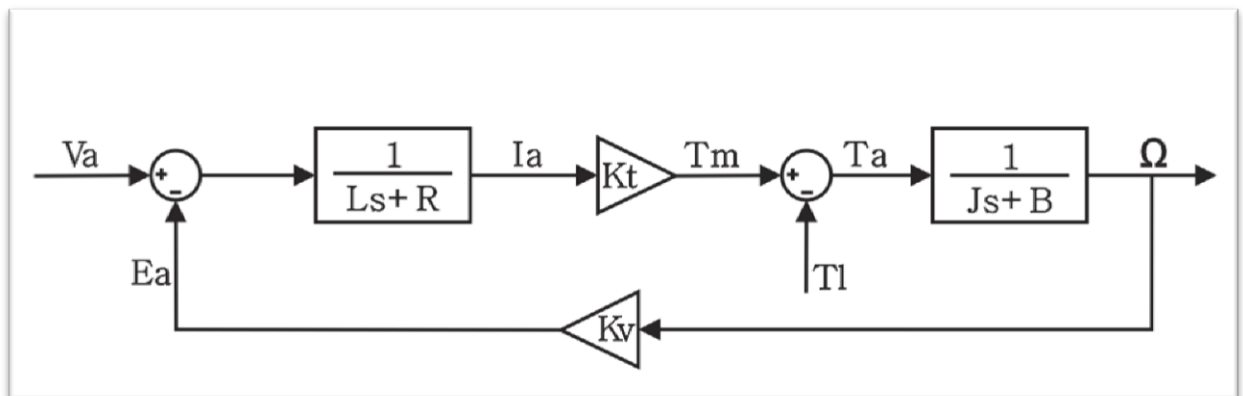 Va
+
-
1
Ls+ R
Ia
Kt
Tm
+
-
Ta
1
Js+ B
Ω
Ea
Tl
Kv